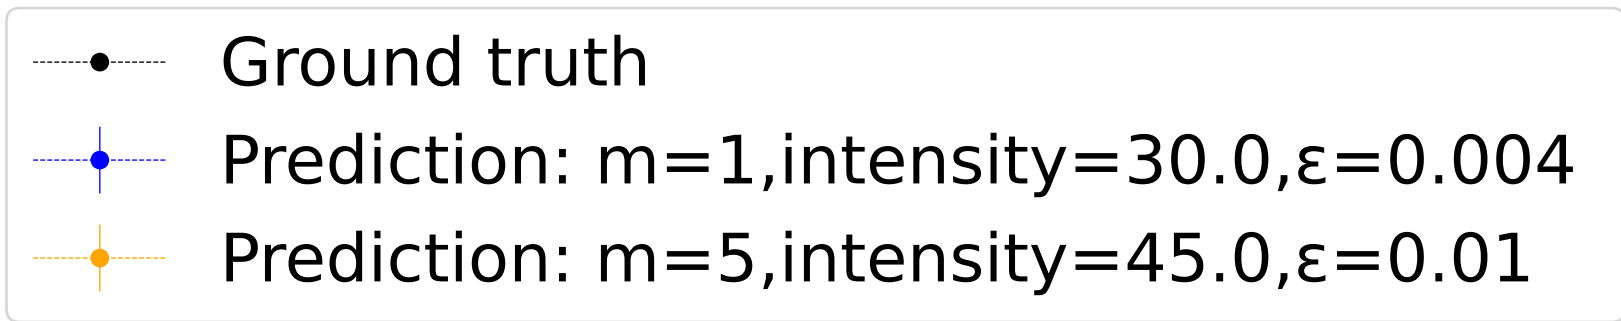 Ground truth
Prediction: m=1,intensity=30.0,ε=0.004
Prediction: m=5,intensity=45.0,ε=0.01